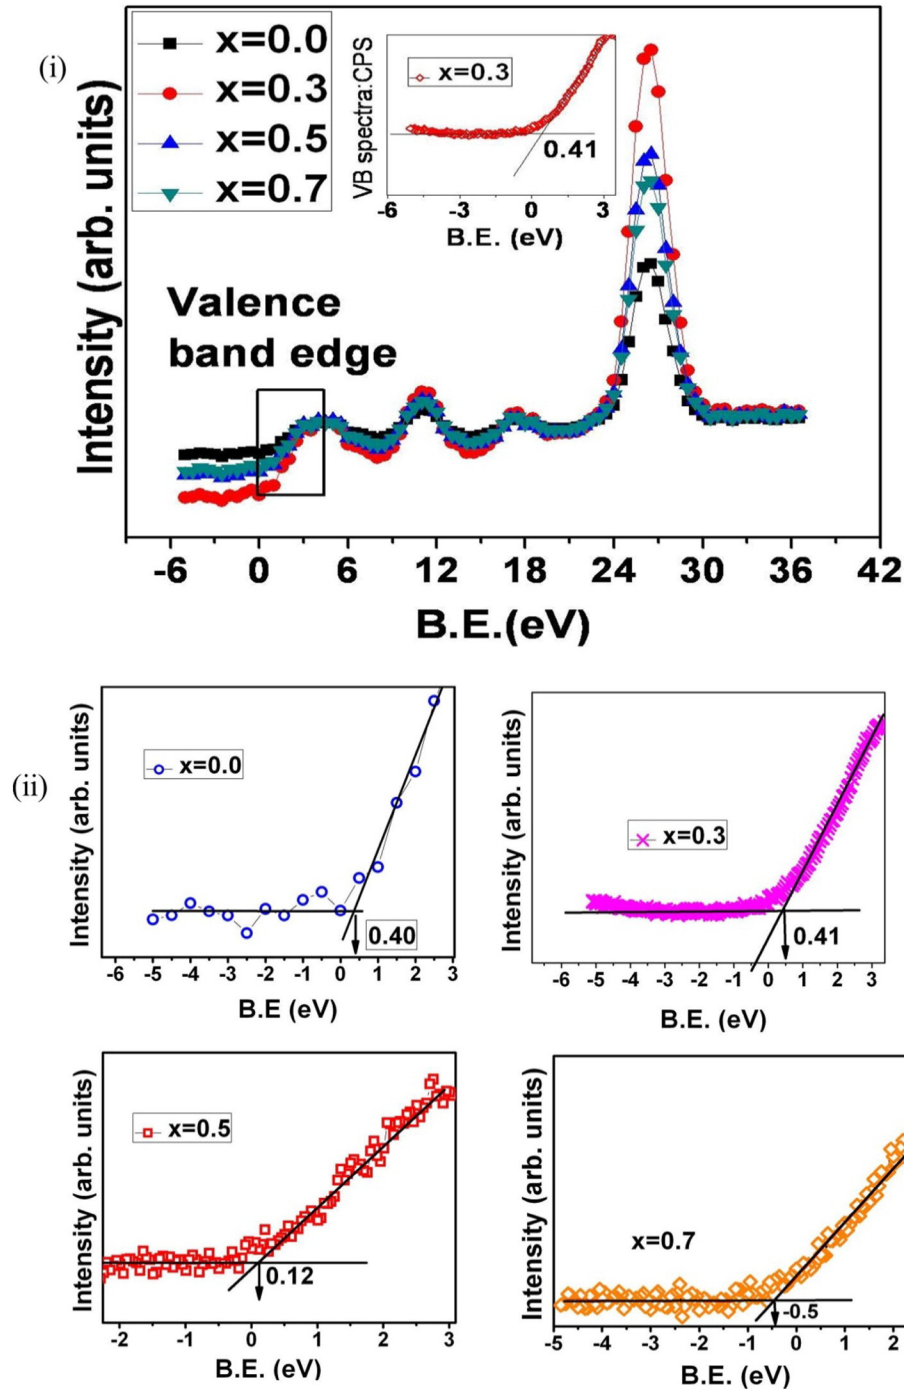 (i)
x=0.0
x=0.3
x=0.5
x=0.7
Intensity (arb. units)
VB spectra:CPS
x=0.3
0.41
-6 -3 0 3
B.E. (eV)
Valence
band edge
-6 0 6 12 18 24 30 36 42
B.E.(eV)
(ii)
Intensity (arb. units)
x=0.0
0.40
-6 -5 -4 -3 -2 -1 0 1 2 3
B.E (eV)
Intensity (arb. units)
x=0.3
0.41
-6 -5 -4 -3 -2 -1 0 1 2 3
B.E. (eV)
Intensity (arb. units)
x=0.5
0.12
-2 -1 0 1 2 3
B.E. (eV)
Intensity (arb. units)
x=0.7
-0.5
-5 -4 -3 -2 -1 0 1 2
B.E. (eV)